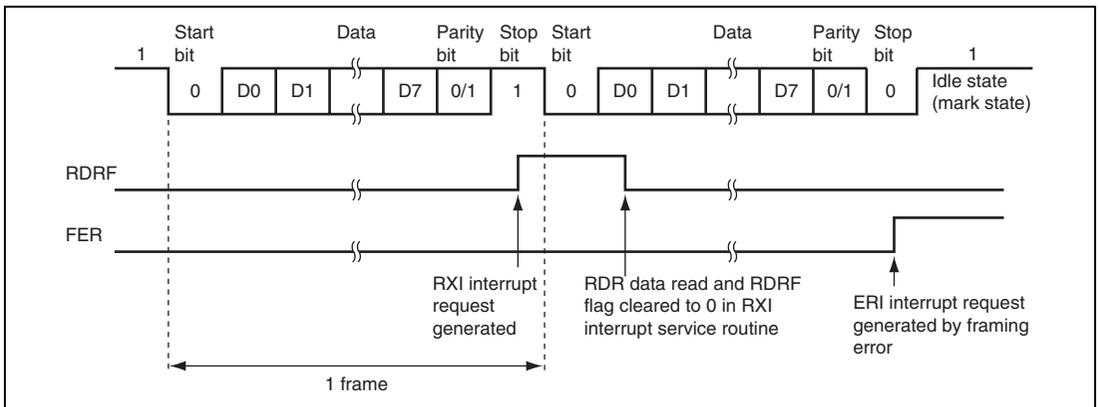 Start bit
Data
Parity bit
Stop bit
Start bit
Data
Parity bit
Stop bit
1
1
0
D0
D1
D7
0/1
1
0
D0
D1
D7
0/1
0
Idle state
(mark state)
RDRF
FER
RXI interrupt
request
generated
RDR data read and RDRF
flag cleared to 0 in RXI
interrupt service routine
ERI interrupt request
generated by framing
error
1 frame